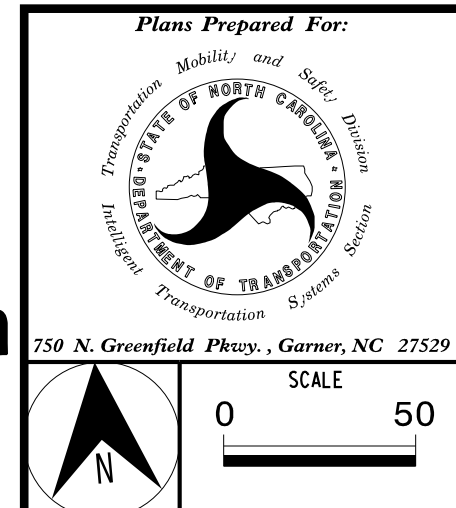 Plans Prepared For:
Transportation Mobility and Safety Division
STATE OF NORTH CAROLINA
DEPARTMENT OF TRANSPORTATION
Intelligent Transportation Systems Section
750 N. Greenfield Pkwy. , Garner, NC 27529
N
SCALE
0 50